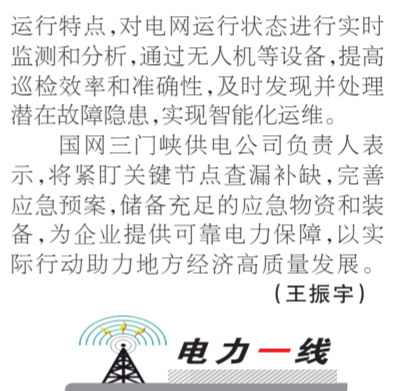 运行特点，对电网运行状态进行实时
监测和分析，通过无人机等设备，提高
巡检效率和准确性，及时发现并处理
潜在故障隐患，实现智能化运维。
国网三门峡供电公司负责人表
示，将紧盯关键节点查漏补缺，完善
应急预案，储备充足的应急物资和装
备，为企业提供可靠电力保障，以实
际行动助力地方经济高质量发展。
（王振宇）
电力一线